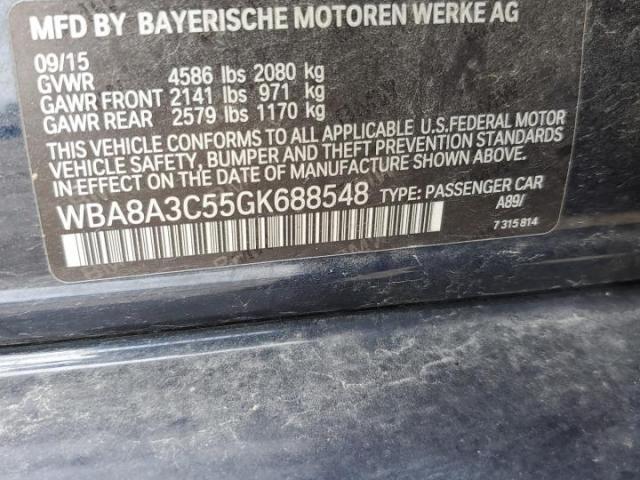 MFD BY BAYERISCHE MOTOREN WERKE AG
09/15
GVWR 4586 lbs 2080 kg
GAWR FRONT 2141 lbs 971 kg
GAWR REAR 2579 lbs 1170 kg
THIS VEHICLE CONFORMS TO ALL APPLICABLE U.S.FEDERAL MOTOR
VEHICLE SAFETY, BUMPER AND THEFT PREVENTION STANDARDS
IN EFFECT ON THE DATE OF MANUFACTURE SHOWN ABOVE.
WBA8A3C55GK688548 TYPE: PASSENGER CAR
A89/
7 315 814